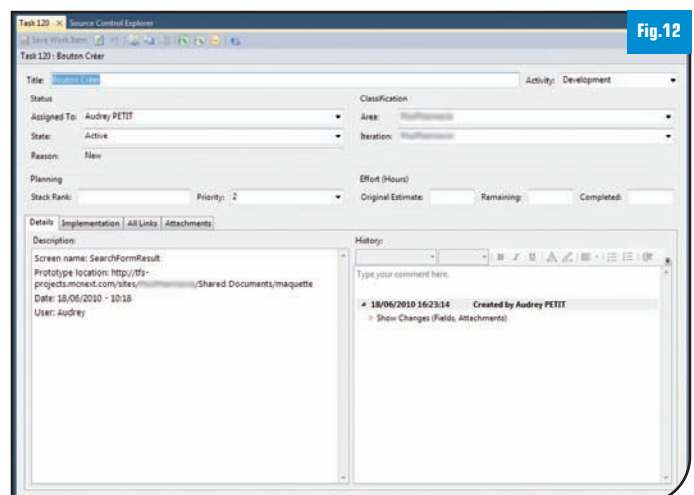 Fig.12
Task 120 Source Control Explorer
Save Work Item
Task 120 : Bouton Créer
Title: Bouton Créer Activity: Development
Status Classification
Assigned To: Audrey PETIT Area:
State: Active Iteration:
Reason: New
Planning Effort (Hours)
Stack Rank: Priority: 2 Original Estimate: Remaining: Completed:
Details Implementation All Links Attachments
Description: History:
Screen name: SearchFormResult
Prototype location: http://tfs-
projects.monext.com/sites/ /Shared Documents/maquette
Date: 18/06/2010 - 10:18
User: Audrey
B I U A
Type your comment here.
18/06/2010 16:23:14 Created by Audrey PETIT
Show Changes (Fields, Attachments)